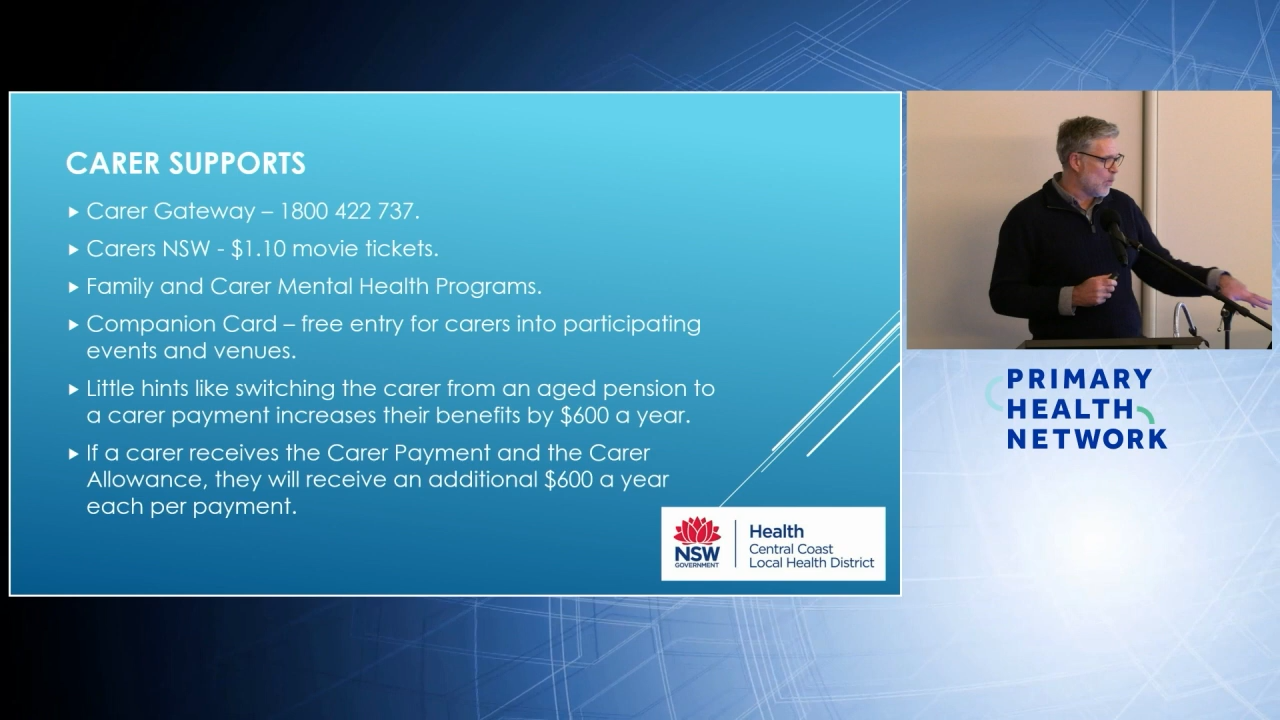 CARER SUPPORTS
Carer Gateway – 1800 422 737.
Carers NSW - $1.10 movie tickets.
Family and Carer Mental Health Programs.
Companion Card – free entry for carers into participating
events and venues.
Little hints like switching the carer from an aged pension to
a carer payment increases their benefits by $600 a year.
If a carer receives the Carer Payment and the Carer
Allowance, they will receive an additional $600 a year
each per payment.
NSW
GOVERNMENT
Health
Central Coast
Local Health District
PRIMARY
HEALTH
NETWORK